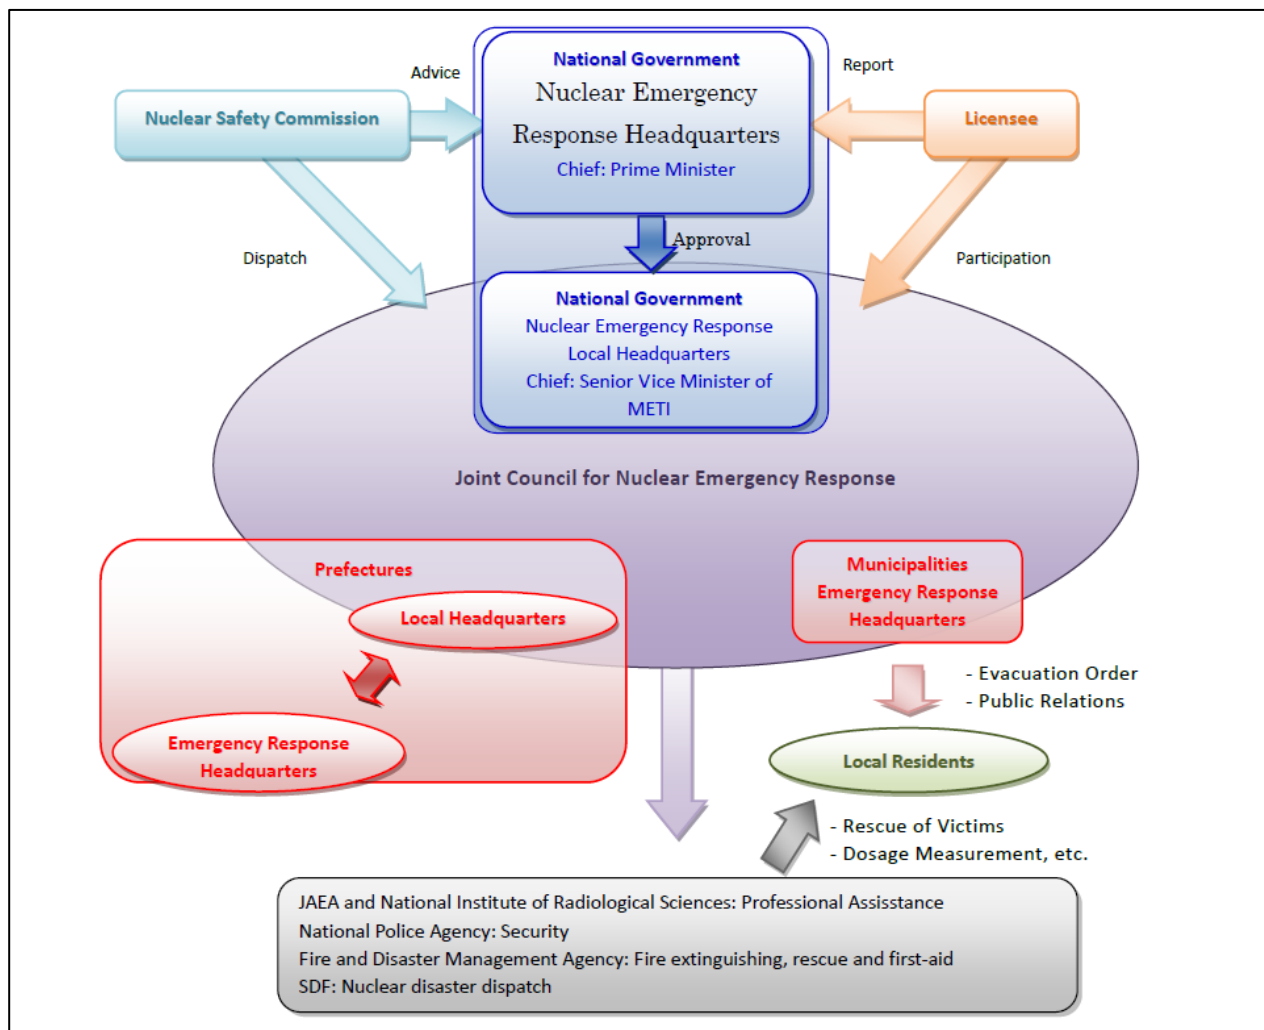 National Government
Nuclear Emergency
Response Headquarters
Chief: Prime Minister
Advice
Report
Nuclear Safety Commission
Licensee
Approval
Dispatch
Participation
National Government
Nuclear Emergency Response
Local Headquarters
Chief: Senior Vice Minister of
METI
Joint Council for Nuclear Emergency Response
Prefectures
Local Headquarters
Emergency Response
Headquarters
Municipalities
Emergency Response
Headquarters
- Evacuation Order
- Public Relations
Local Residents
- Rescue of Victims
- Dosage Measurement, etc.
JAEA and National Institute of Radiological Sciences: Professional Assisstance
National Police Agency: Security
Fire and Disaster Management Agency: Fire extinguishing, rescue and first-aid
SDF: Nuclear disaster dispatch